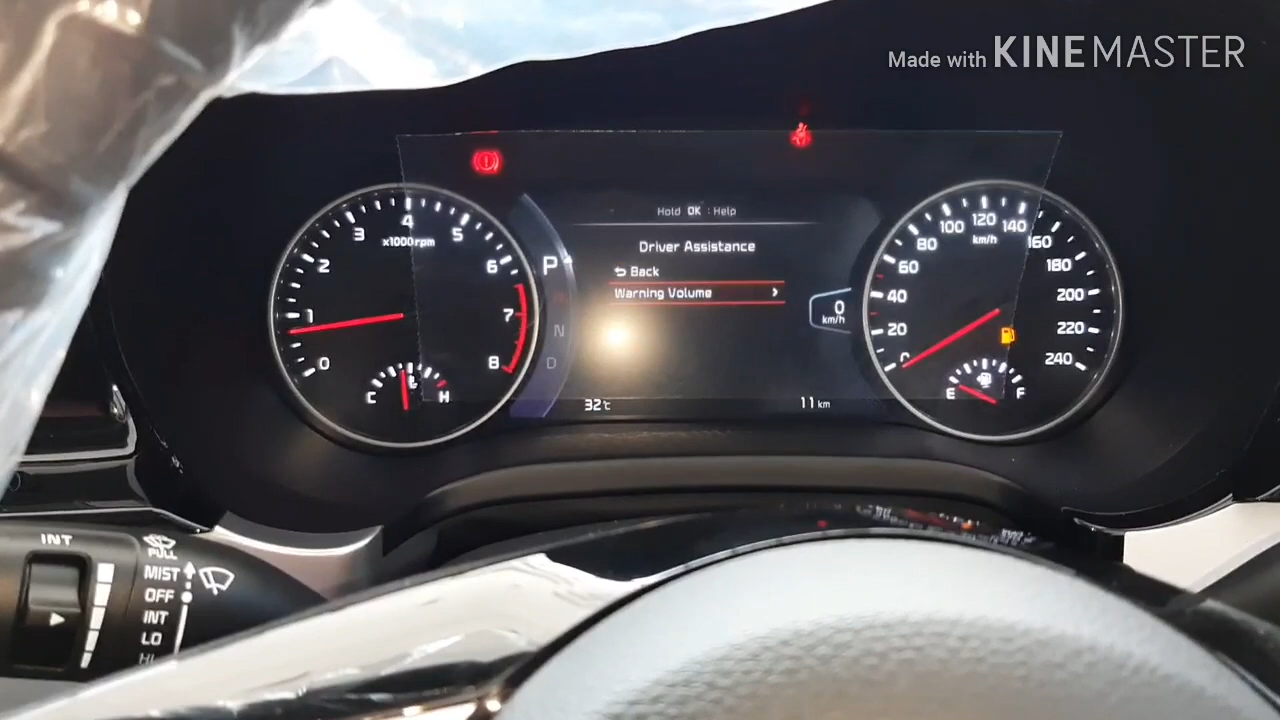 Made with KINEMASTER
Hold OK : Help
Driver Assistance
Back
Warning Volume
0
km/h
32℃
11 km
x1000rpm
0
1
2
3
4
5
6
7
8
C
H
P
N
D
0
20
40
60
80
100
120
140
160
180
200
220
240
km/h
E
F
INT
PULL
MIST
OFF
INT
LO